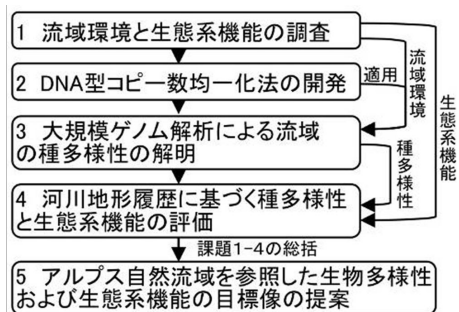 1 流域環境と生態系機能の調査
2 DNA型コピー数均一化法の開発
適用
流域環境
3 大規模ゲノム解析による流域
の種多様性の解明
種多様性
生態系機能
4 河川地形履歴に基づく種多様性
と生態系機能の評価
課題1-4の総括
5 アルプス自然流域を参照した生物多様性
および生態系機能の目標像の提案